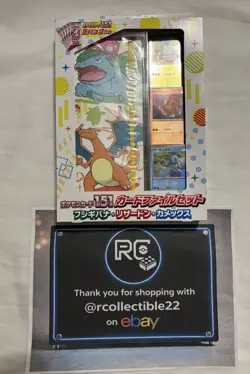 ポケモンカード151
カードファイルセット
フシギバナ・リザードン・カメックス
RC
Thank you for shopping with
@rcollectible22
on ebay